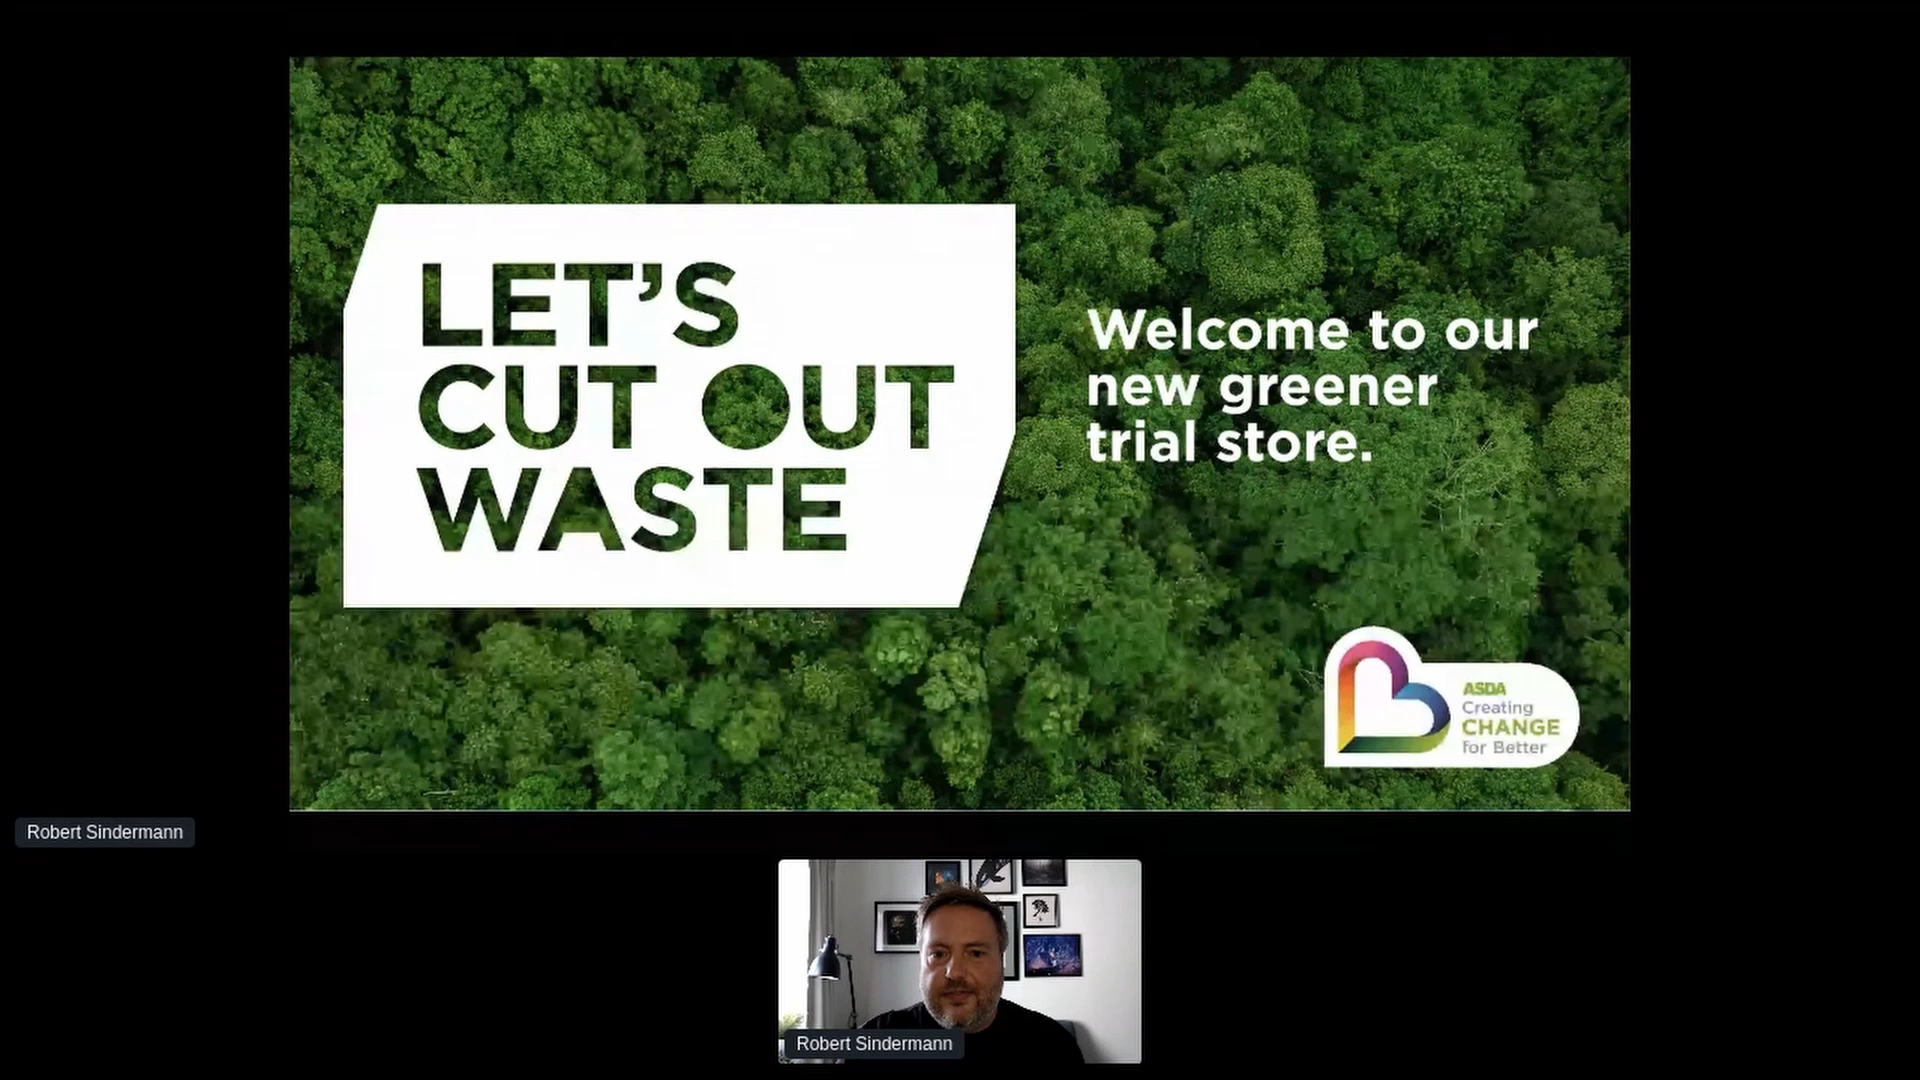 LET’S
CUT OUT
WASTE
Welcome to our
new greener
trial store.
ASDA
Creating
CHANGE
for Better
Robert Sindermann
Robert Sindermann